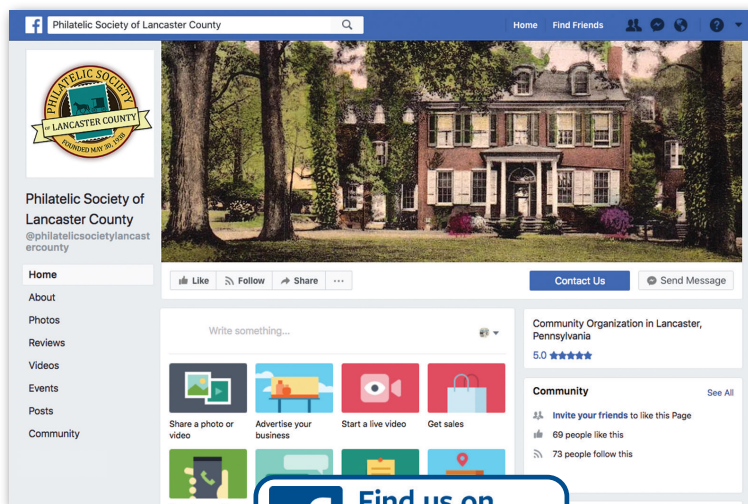 Philatelic Society of Lancaster County
Home
Find Friends
PHILATELIC SOCIETY
OF LANCASTER COUNTY
FOUNDED MAY 30, 1938
Philatelic Society of
Lancaster County
@philatelicsocietylancast
ercounty
Home
About
Photos
Reviews
Videos
Events
Posts
Community
Like
Follow
Share
Contact Us
Send Message
Write something...
Share a photo or
video
Advertise your
business
Start a live video
Get sales
Community Organization in Lancaster,
Pennsylvania
5.0 ★★★★★
Community
See All
Invite your friends to like this Page
69 people like this
73 people follow this
Find us on